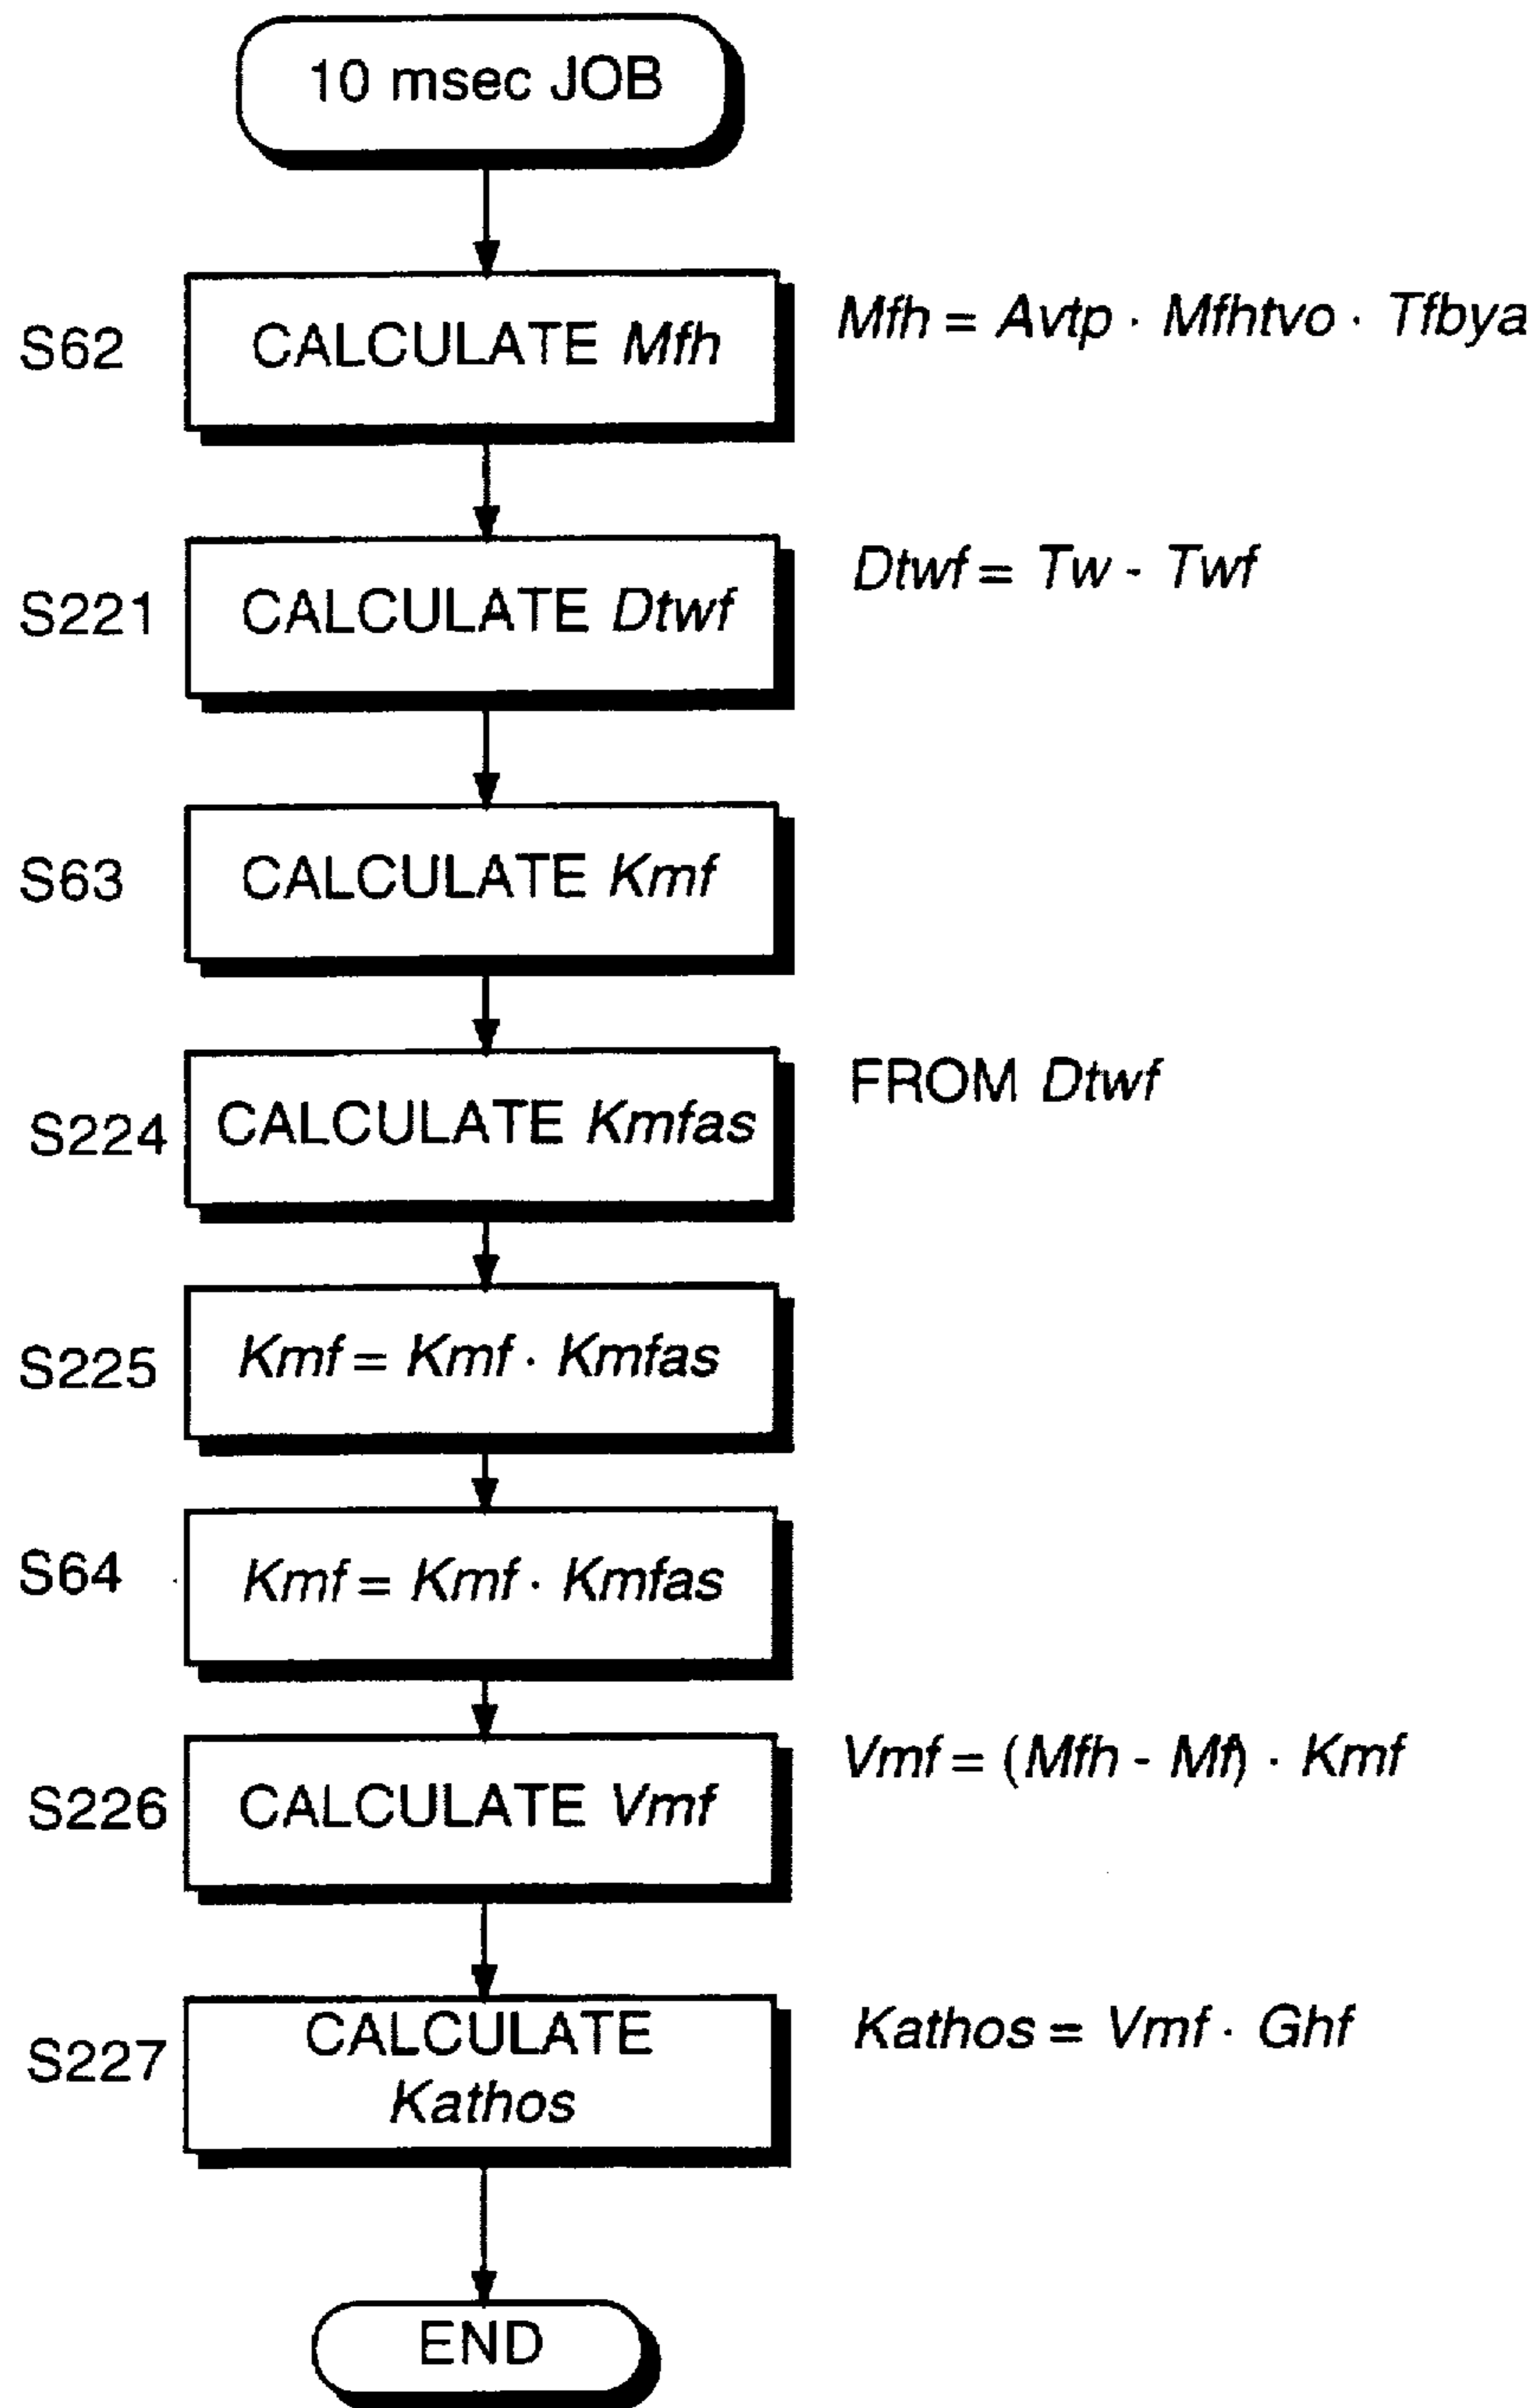 10 msec JOB
S62
CALCULATE Mfh
Mfh = Avtp · Mfhtvo · Tfbya
S221
CALCULATE Dtwf
Dtwf = Tw - Twf
S63
CALCULATE Kmf
S224
CALCULATE Kmfas
FROM Dtwf
S225
Kmf = Kmf · Kmfas
S64
Kmf = Kmf · Kmfas
S226
CALCULATE Vmf
Vmf = (Mfh - Mf) · Kmf
S227
CALCULATE
Kathos
Kathos = Vmf · Ghf
END